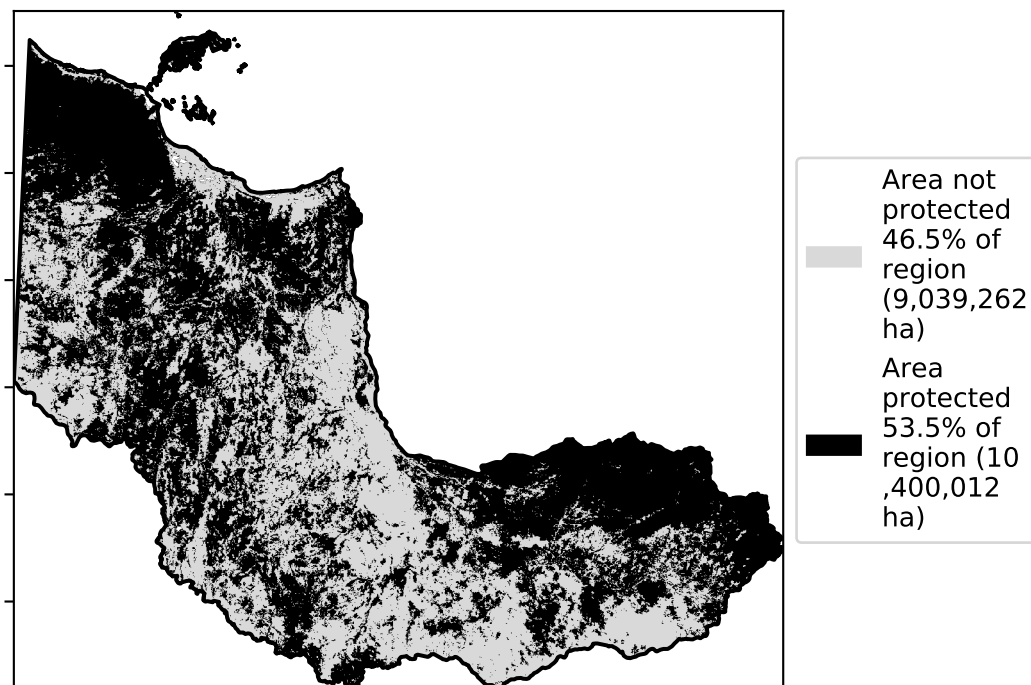 Area not
protected
46.5% of
region
(9,039,262
ha)
Area
protected
53.5% of
region (10
,400,012
ha)